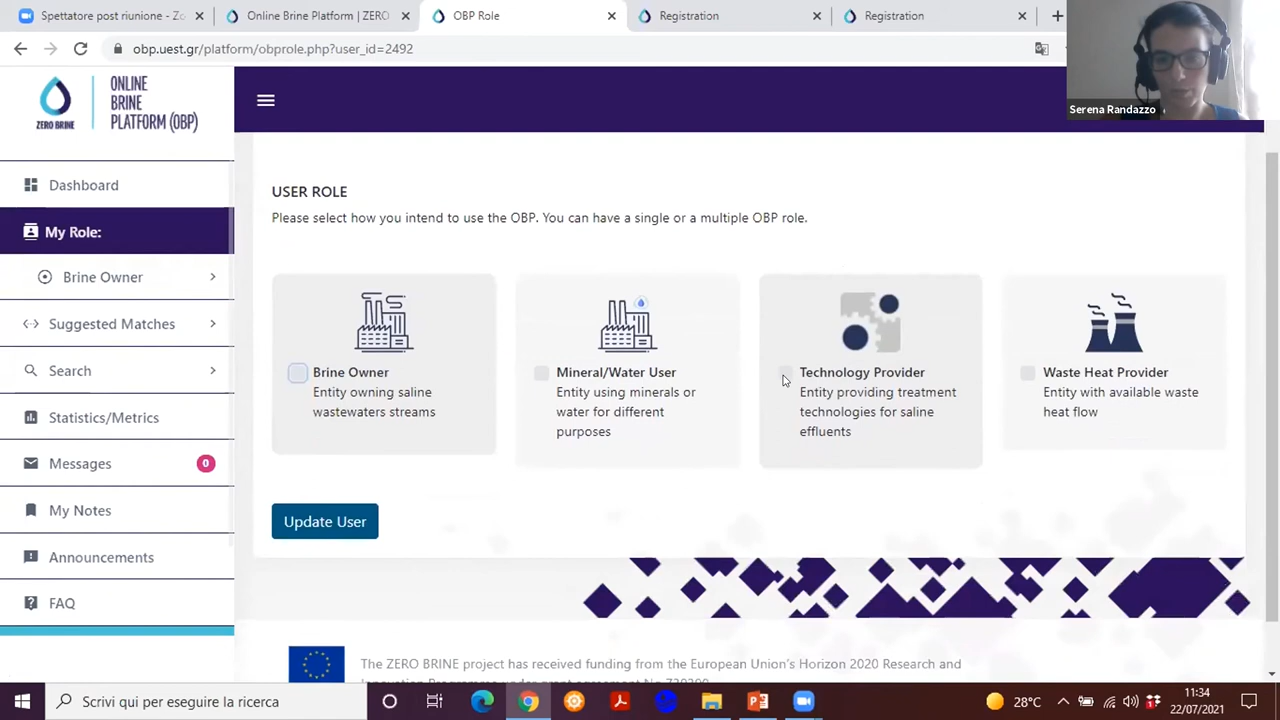 Spettatore post riunione - Zo
Online Brine Platform | ZERO
OBP Role
Registration
Registration
obp.uest.gr/platform/obprole.php?user_id=2492
Serena Randazzo
ZERO BRINE
ONLINE
BRINE
PLATFORM (OBP)
Dashboard
My Role:
Brine Owner
Suggested Matches
Search
Statistics/Metrics
Messages
0
My Notes
Announcements
FAQ
USER ROLE
Please select how you intend to use the OBP. You can have a single or a multiple OBP role.
Brine Owner
Entity owning saline
wastewaters streams
Mineral/Water User
Entity using minerals or
water for different
purposes
Technology Provider
Entity providing treatment
technologies for saline
effluents
Waste Heat Provider
Entity with available waste
heat flow
Update User
The ZERO BRINE project has received funding from the European Union's Horizon 2020 Research and
Scrivi qui per eseguire la ricerca
28°C
11:34
22/07/2021